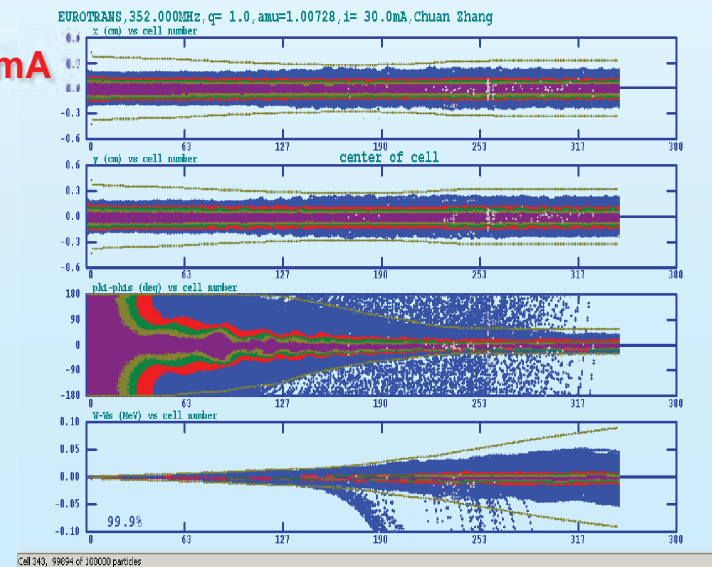 EUROTRANS,352.000MHz,q= 1.0,amu=1.00728,i= 30.0mA,Chuan Zhang
mA
x (cm) vs cell number
0.6
0.3
0.0
-0.3
-0.6
0 63 127 190 253 317 380
y (cm) vs cell number
center of cell
0.6
0.3
0.0
-0.3
-0.6
0 63 127 190 253 317 380
phi-phis (deg) vs cell number
180
90
0
-90
-180
0 63 127 190 253 317 380
W-Ws (MeV) vs cell number
0.10
0.05
0.00
-0.05
-0.10
99.9%
0 63 127 190 253 317 380
Cell 343, 99894 of 100000 particles